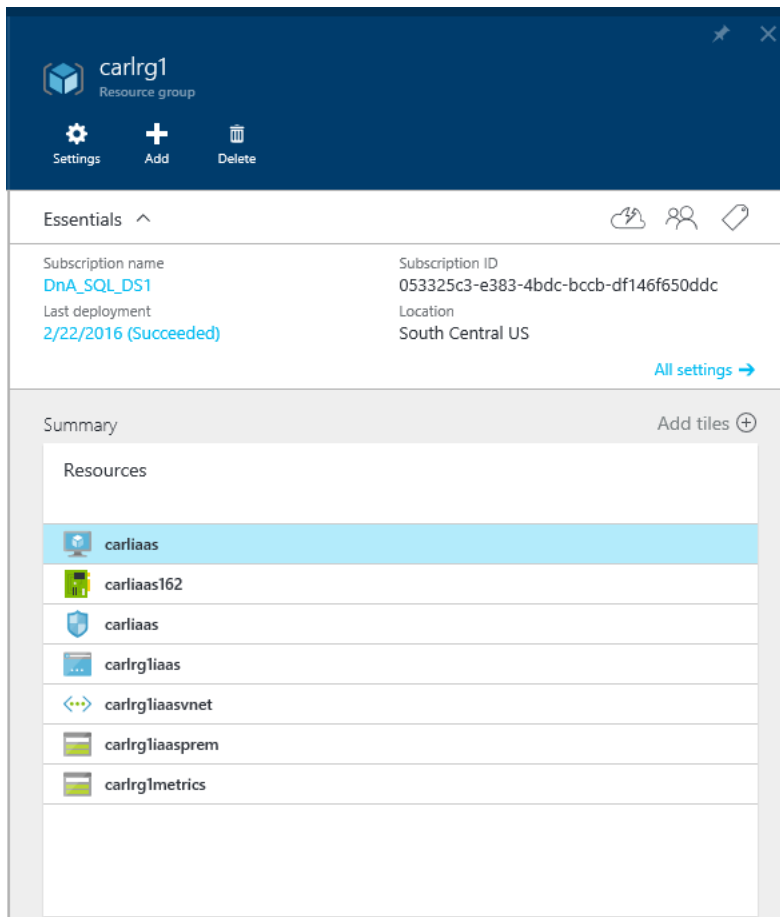 carlrg1
Resource group
Settings Add Delete
Essentials
Subscription name Subscription ID
DnA_SQL_DS1 053325c3-e383-4bdc-bccb-df146f650ddc
Last deployment Location
2/22/2016 (Succeeded) South Central US
All settings
Summary Add tiles
Resources
carliaas
carliaas162
carliaas
carlrg1iaas
carlrg1iaasvnet
carlrg1iaasprem
carlrg1metrics